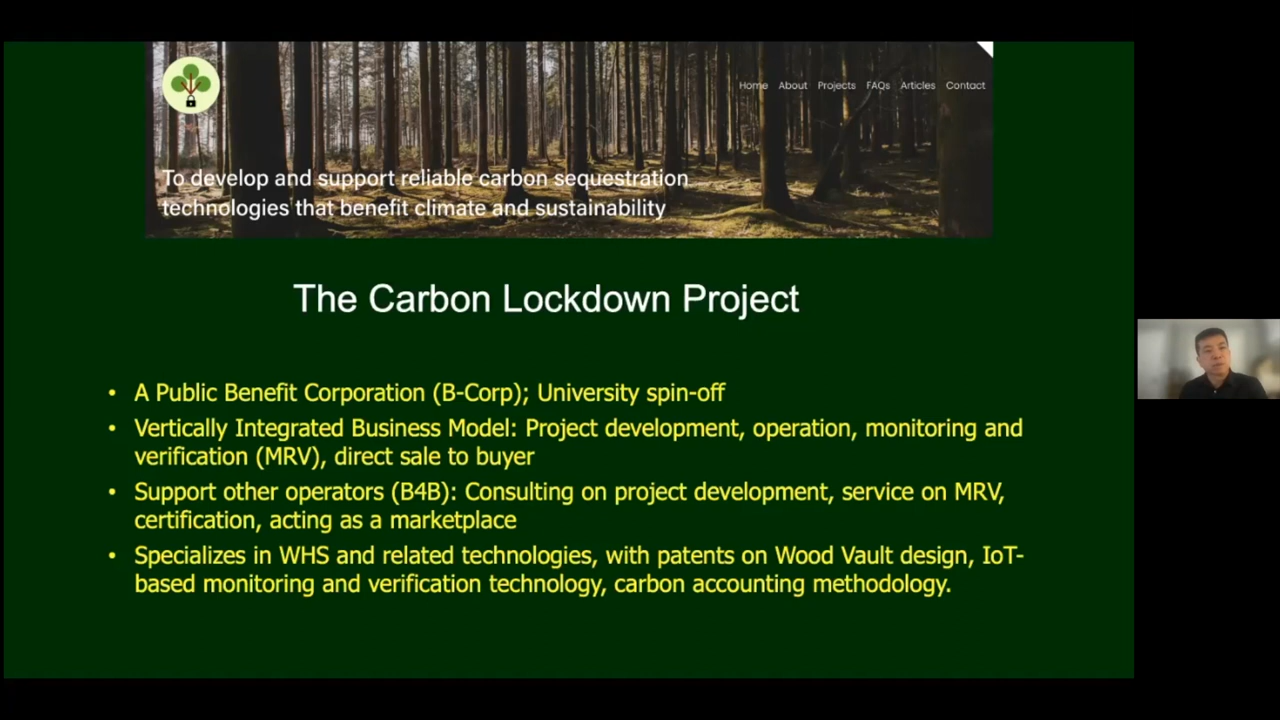 Home About Projects FAQs Articles Contact
To develop and support reliable carbon sequestration
technologies that benefit climate and sustainability
The Carbon Lockdown Project
• A Public Benefit Corporation (B-Corp); University spin-off
• Vertically Integrated Business Model: Project development, operation, monitoring and
verification (MRV), direct sale to buyer
• Support other operators (B4B): Consulting on project development, service on MRV,
certification, acting as a marketplace
• Specializes in WHS and related technologies, with patents on Wood Vault design, IoT-
based monitoring and verification technology, carbon accounting methodology.